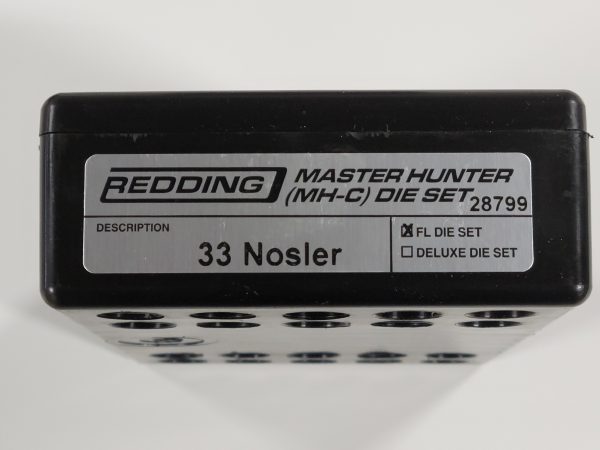 REDDING
MASTER HUNTER
(MH-C) DIE SET 28799
DESCRIPTION
33 Nosler
FL DIE SET
DELUXE DIE SET